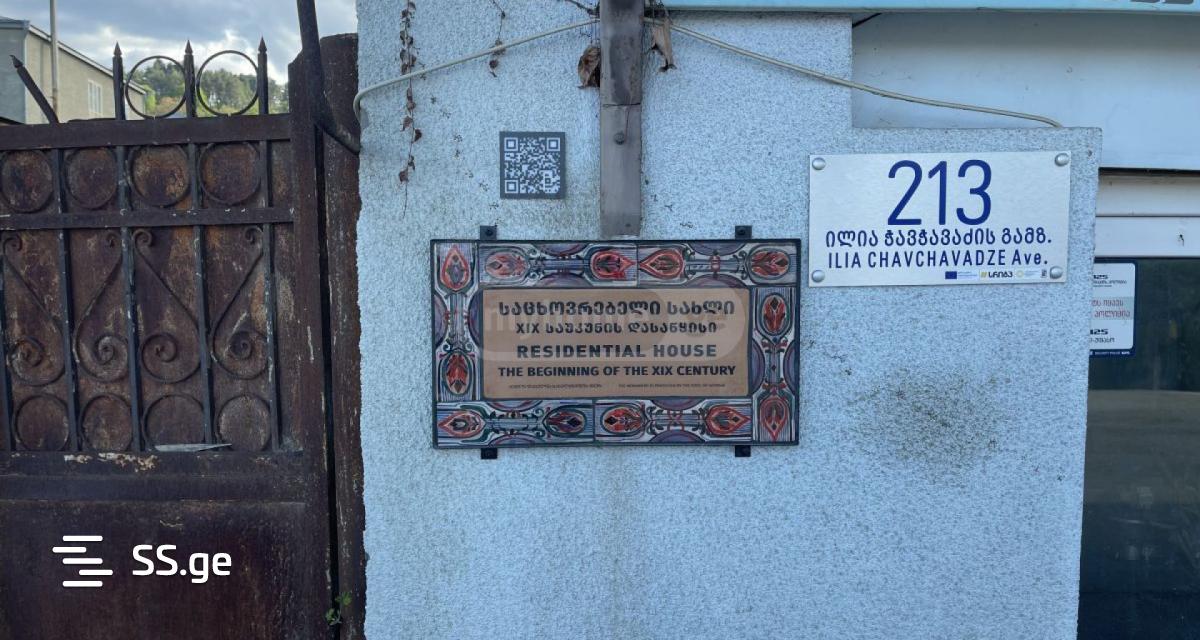 213
ილია ჭავჭავაძის გამზ.
ILIA CHAVCHAVADZE Ave.
საცხოვრებელი სახლი
XIX საუკუნის დასაწყისი
RESIDENTIAL HOUSE
THE BEGINNING OF THE XIX CENTURY
SS.ge